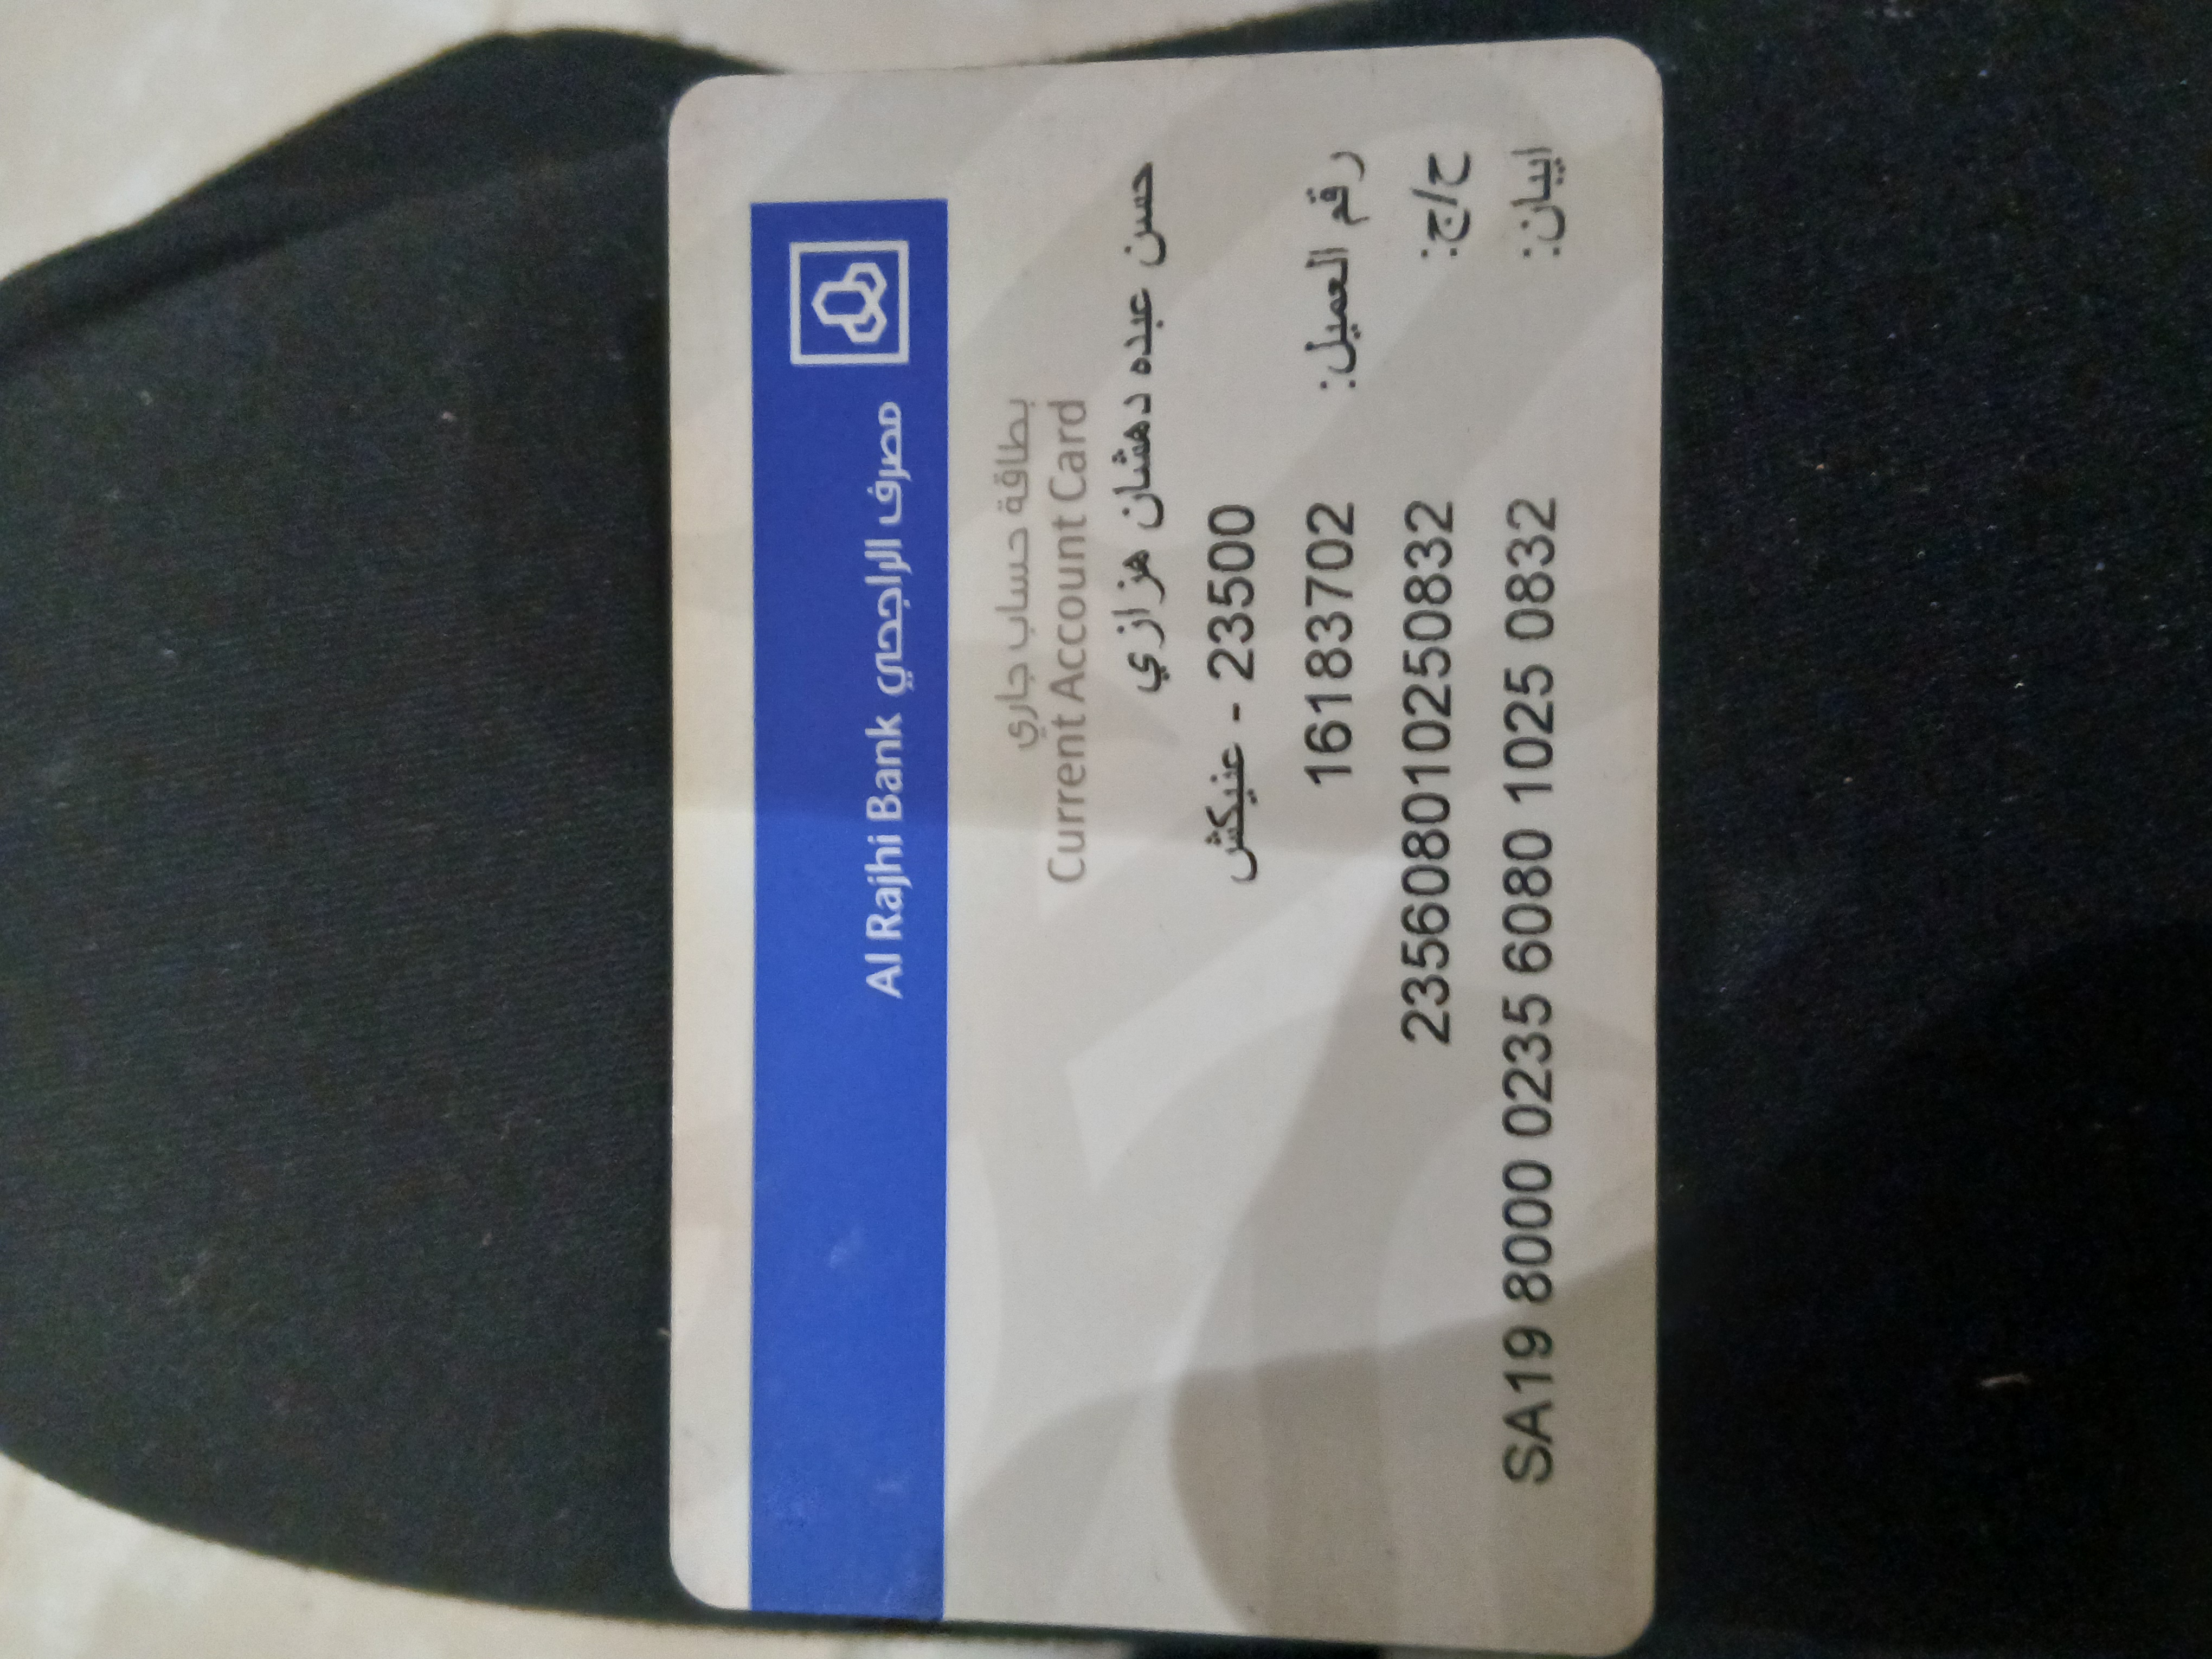 Al Rajhi Bank مصرف الراجحي
بطاقة حساب جاري
Current Account Card
حسن عبده دهشان هزازي
23500 - عنيكش
رقم العميل: 16183702
ح/ج: 235608010250832
ايبان: SA19 8000 0235 6080 1025 0832